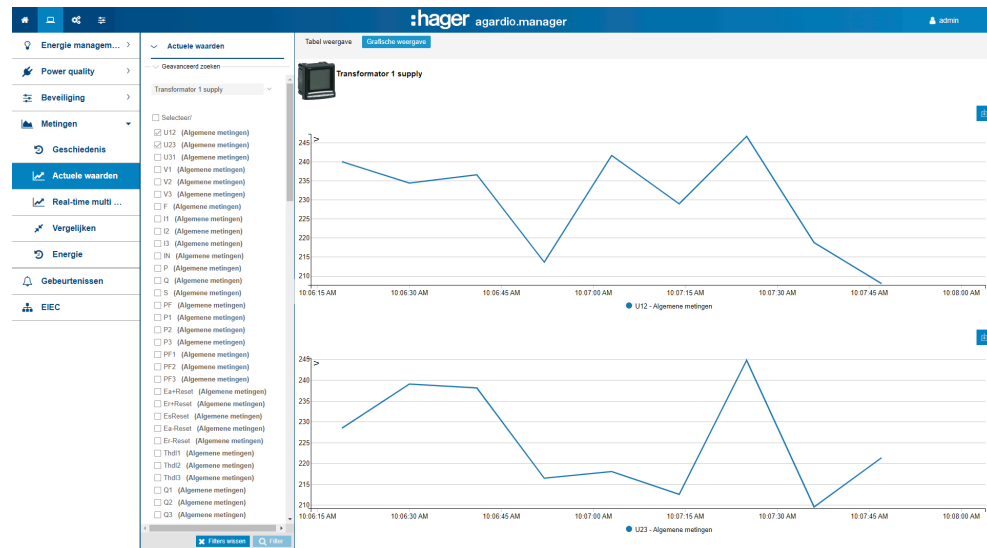 :hager agardio.manager
admin
Energie managem...
Power quality
Beveiliging
Metingen
Geschiedenis
Actuele waarden
Real-time multi ...
Vergelijken
Energie
Gebeurtenissen
EIEC
Actuele waarden
Geavanceerd zoeken
Transformator 1 supply
Selecteer/
U12 (Algemene metingen)
U23 (Algemene metingen)
U31 (Algemene metingen)
V1 (Algemene metingen)
V2 (Algemene metingen)
V3 (Algemene metingen)
F (Algemene metingen)
I1 (Algemene metingen)
I2 (Algemene metingen)
I3 (Algemene metingen)
IN (Algemene metingen)
P (Algemene metingen)
Q (Algemene metingen)
S (Algemene metingen)
PF (Algemene metingen)
P1 (Algemene metingen)
P2 (Algemene metingen)
P3 (Algemene metingen)
PF1 (Algemene metingen)
PF2 (Algemene metingen)
PF3 (Algemene metingen)
Ea+Reset (Algemene metingen)
Er+Reset (Algemene metingen)
EsReset (Algemene metingen)
Ea-Reset (Algemene metingen)
Er-Reset (Algemene metingen)
ThdI1 (Algemene metingen)
ThdI2 (Algemene metingen)
ThdI3 (Algemene metingen)
Q1 (Algemene metingen)
Q2 (Algemene metingen)
Q3 (Algemene metingen)
Filters wissen Filter
Tabel weergave Grafische weergave
Transformator 1 supply
V
245
240
235
230
225
220
215
210
10:06:15 AM 10:06:30 AM 10:06:45 AM 10:07:00 AM 10:07:15 AM 10:07:30 AM 10:07:45 AM 10:08:00 AM
U12 - Algemene metingen
V
245
240
235
230
225
220
215
210
10:06:15 AM 10:06:30 AM 10:06:45 AM 10:07:00 AM 10:07:15 AM 10:07:30 AM 10:07:45 AM 10:08:00 AM
U23 - Algemene metingen